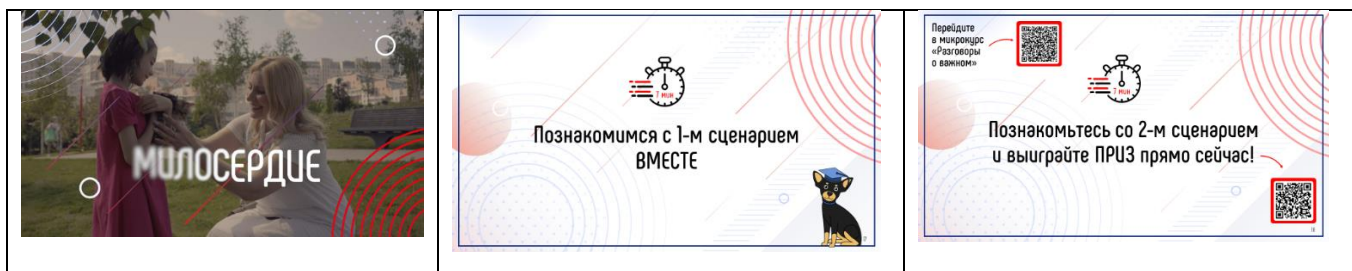 МИЛОСЕРДИЕ
7 мин
Познакомимся с 1-м сценарием
ВМЕСТЕ
Перейдите
в микрокурс
«Разговоры
о важном»
7 мин
Познакомьтесь со 2-м сценарием
и выиграйте ПРИЗ прямо сейчас!